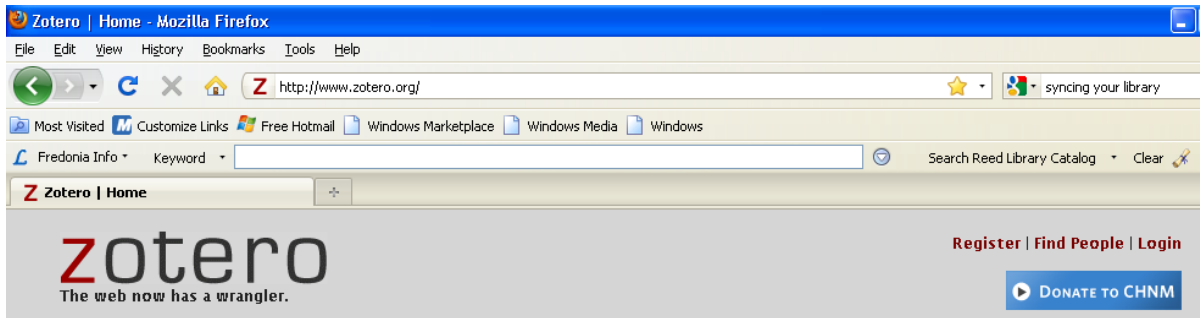 Zotero | Home - Mozilla Firefox
File Edit View History Bookmarks Tools Help
Z http://www.zotero.org/ syncing your library
Most Visited Customize Links Free Hotmail Windows Marketplace Windows Media Windows
Fredonia Info Keyword Search Reed Library Catalog Clear
Z Zotero | Home
zotero
The web now has a wrangler.
Register | Find People | Login
DONATE TO CHNM